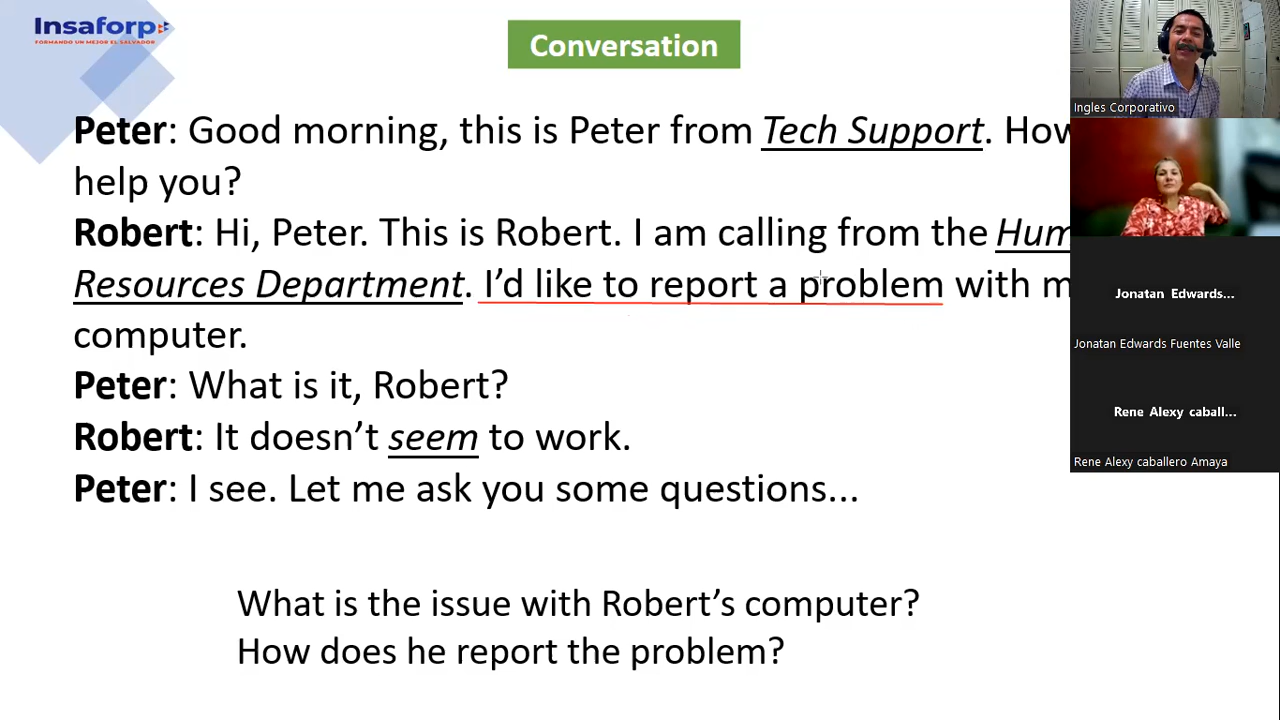 Insaforp
FORMANDO UN MEJOR EL SALVADOR
Conversation
Peter: Good morning, this is Peter from Tech Support. How
help you?
Robert: Hi, Peter. This is Robert. I am calling from the Hum
Resources Department. I’d like to report a problem with m
computer.
Peter: What is it, Robert?
Robert: It doesn’t seem to work.
Peter: I see. Let me ask you some questions...
What is the issue with Robert’s computer?
How does he report the problem?
Ingles Corporativo
Jonatan Edwards...
Jonatan Edwards Fuentes Valle
Rene Alexy caball...
Rene Alexy caballero Amaya